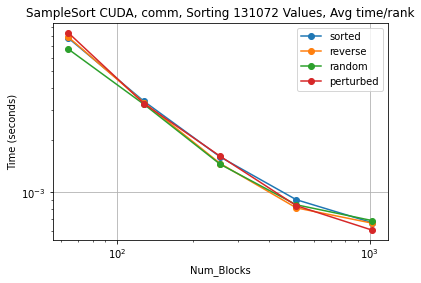 SampleSort CUDA, comm, Sorting 131072 Values, Avg time/rank
sorted
reverse
random
perturbed
Time (seconds)
10⁻³
10² 10³
Num_Blocks